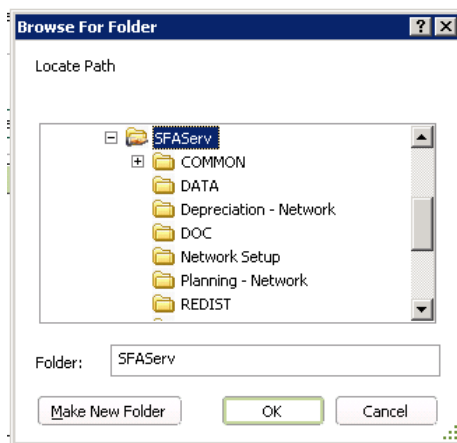 Browse For Folder
Locate Path
SFAServ
COMMON
DATA
Depreciation - Network
DOC
Network Setup
Planning - Network
REDIST
Folder: SFAServ
Make New Folder OK Cancel